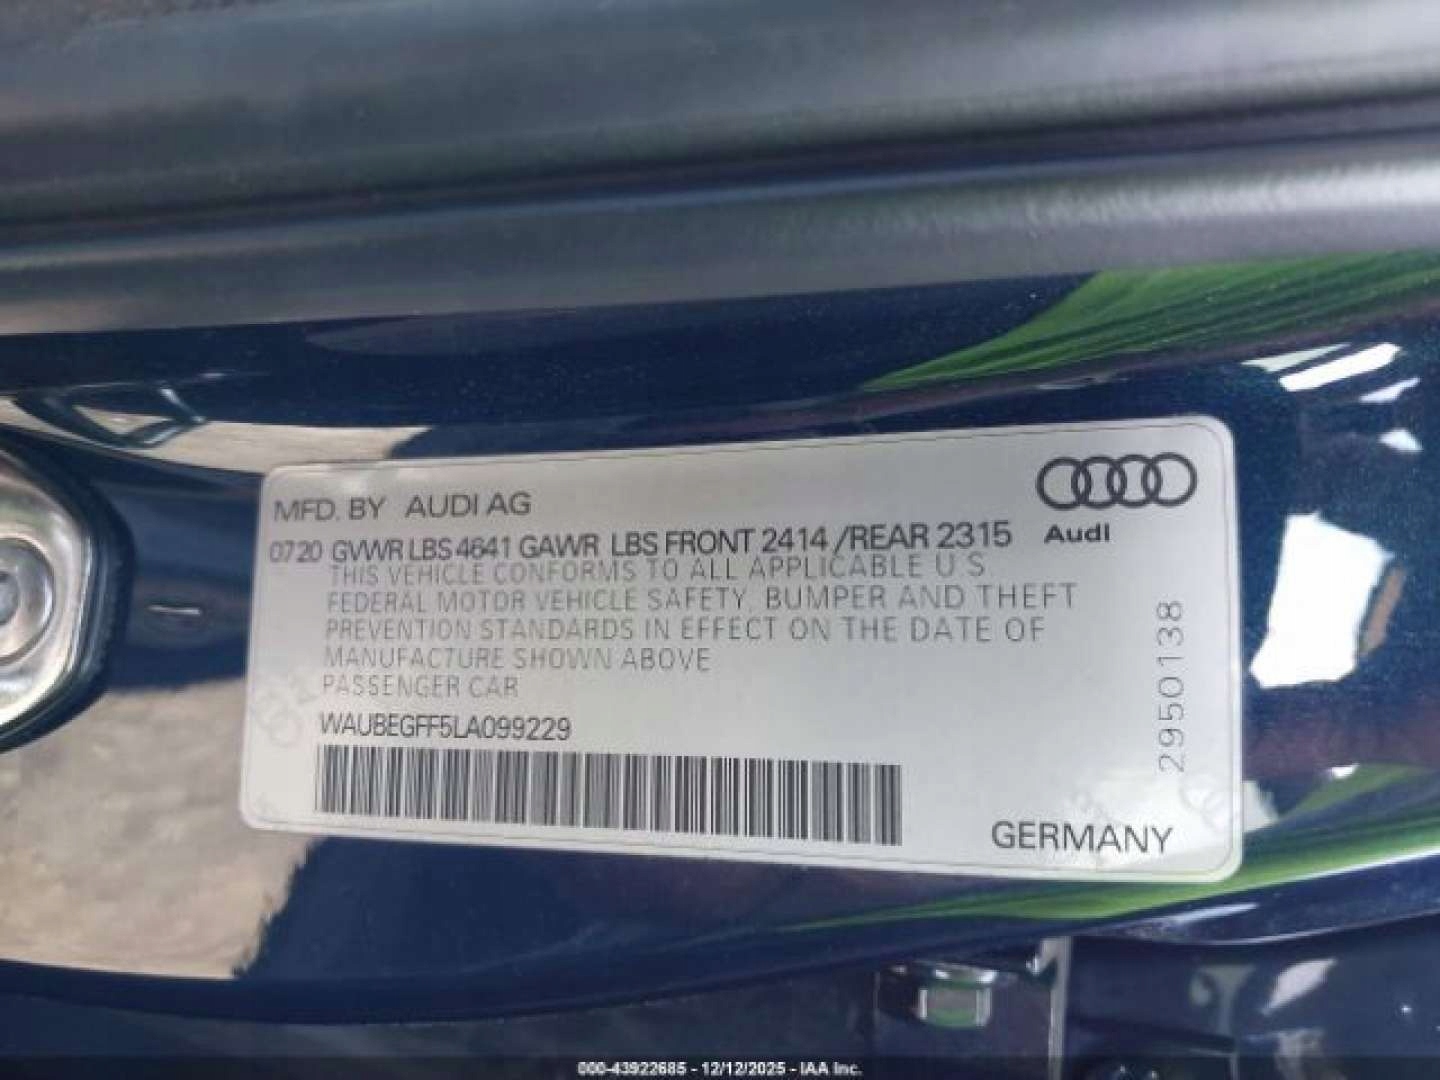 MFD. BY AUDI AG
Audi
0720 GVWR LBS 4641 GAWR LBS FRONT 2414 /REAR 2315
THIS VEHICLE CONFORMS TO ALL APPLICABLE U S
FEDERAL MOTOR VEHICLE SAFETY, BUMPER AND THEFT
PREVENTION STANDARDS IN EFFECT ON THE DATE OF
MANUFACTURE SHOWN ABOVE
PASSENGER CAR
WAUBEGFF5LA099229
GERMANY
2950138
000-43922685 - 12/12/2025 - IAA Inc.